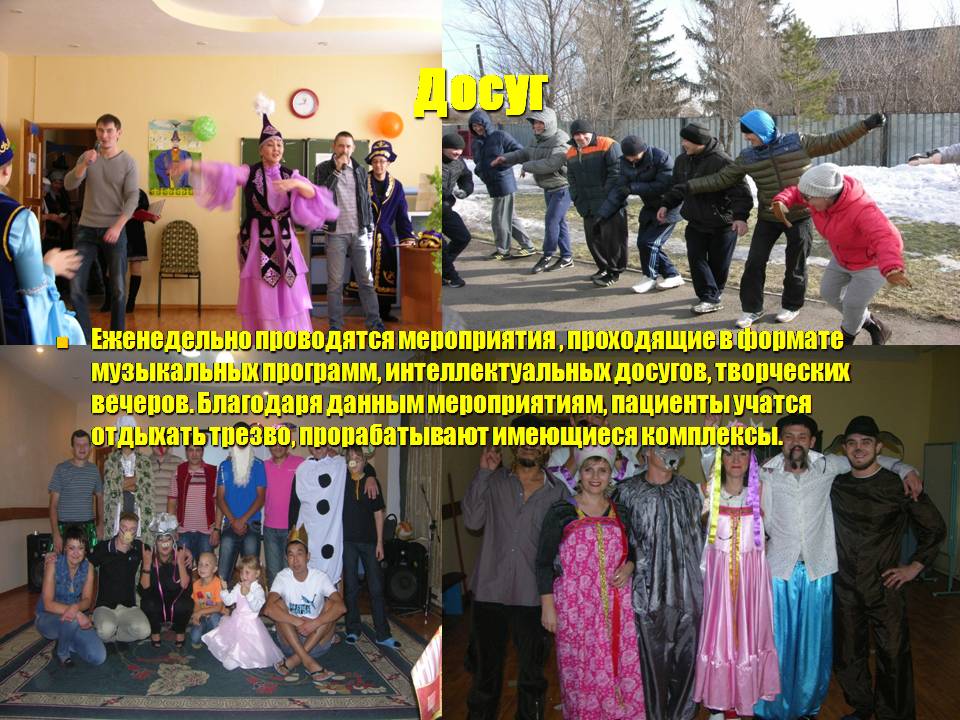 Досуг
Еженедельно проводятся мероприятия , проходящие в формате
музыкальных программ, интеллектуальных досугов, творческих
вечеров. Благодаря данным мероприятиям, пациенты учатся
отдыхать трезво, прорабатывают имеющиеся комплексы.